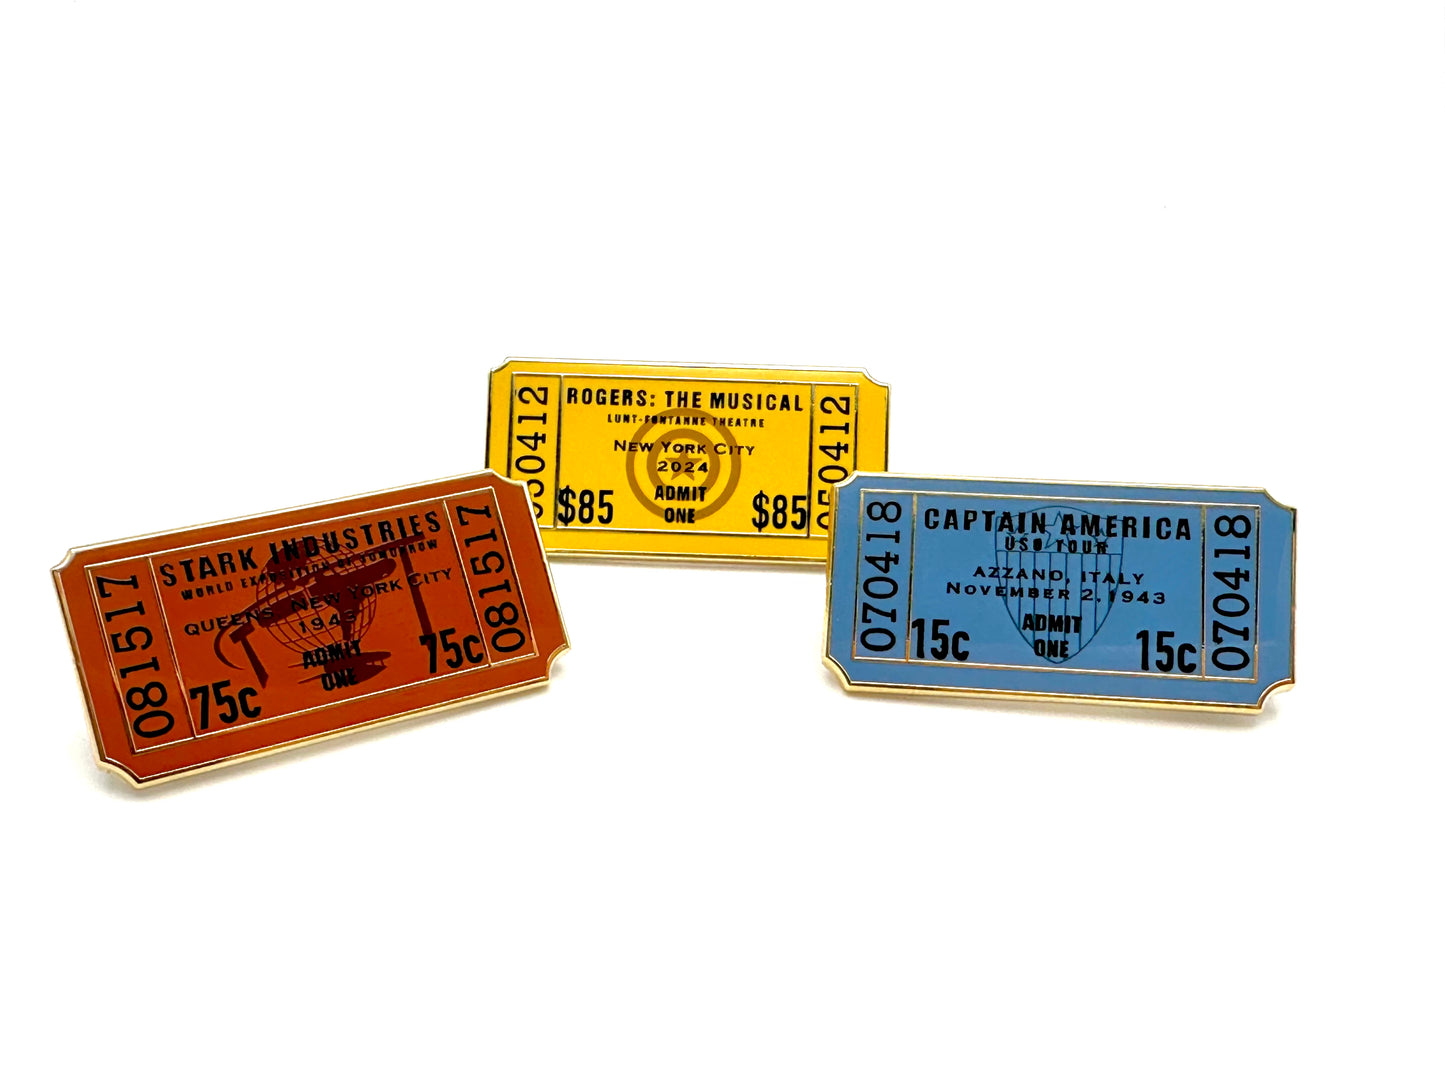 050412
ROGERS: THE MUSICAL
LUNT-FONTANNE THEATRE
NEW YORK CITY
2024
ADMIT
ONE
$85
$85
050412
081517
STARK INDUSTRIES
WORLD EXPOSITION OF TOMORROW
QUEENS, NEW YORK CITY
1943
ADMIT
ONE
75c
75c
081517
070418
CAPTAIN AMERICA
USO TOUR
AZZANO, ITALY
NOVEMBER 2, 1943
ADMIT
ONE
15c
15c
070418